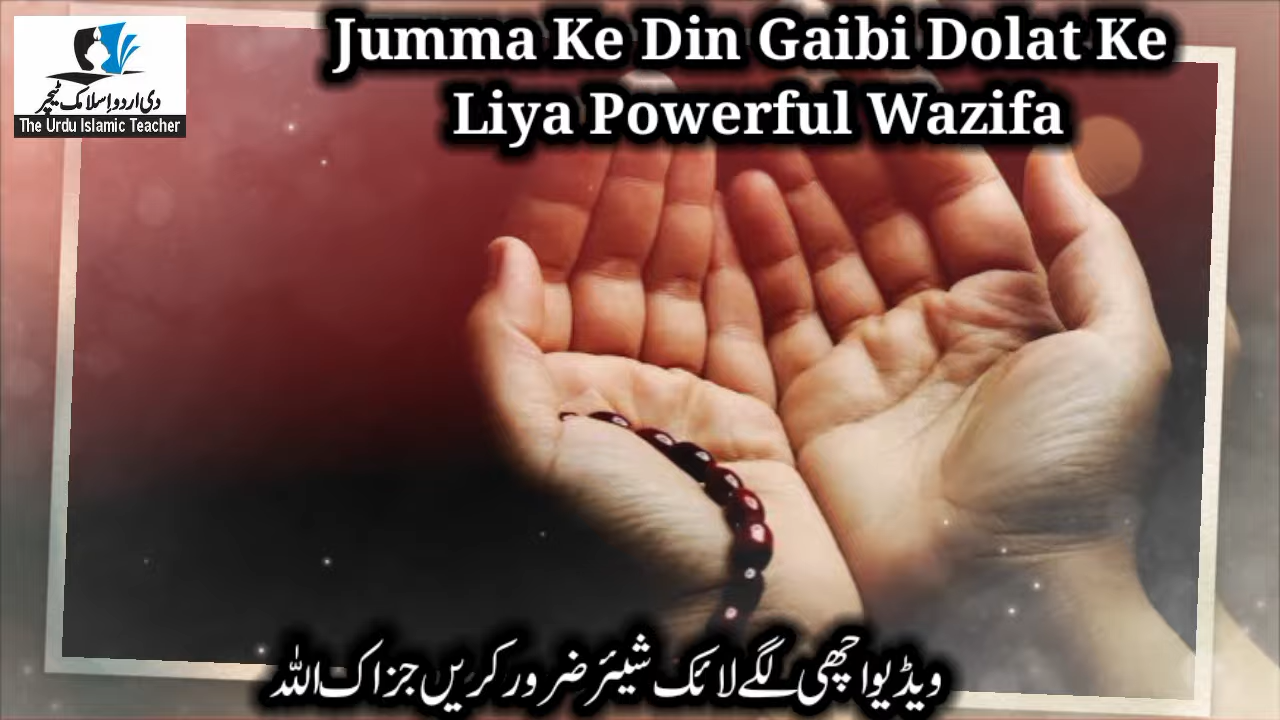 دی اردو اسلامک ٹیچر
The Urdu Islamic Teacher
Jumma Ke Din Gaibi Dolat Ke
Liya Powerful Wazifa
ویڈیو اچھی لگے لائک شیئر ضرور کریں جزاک اللہ